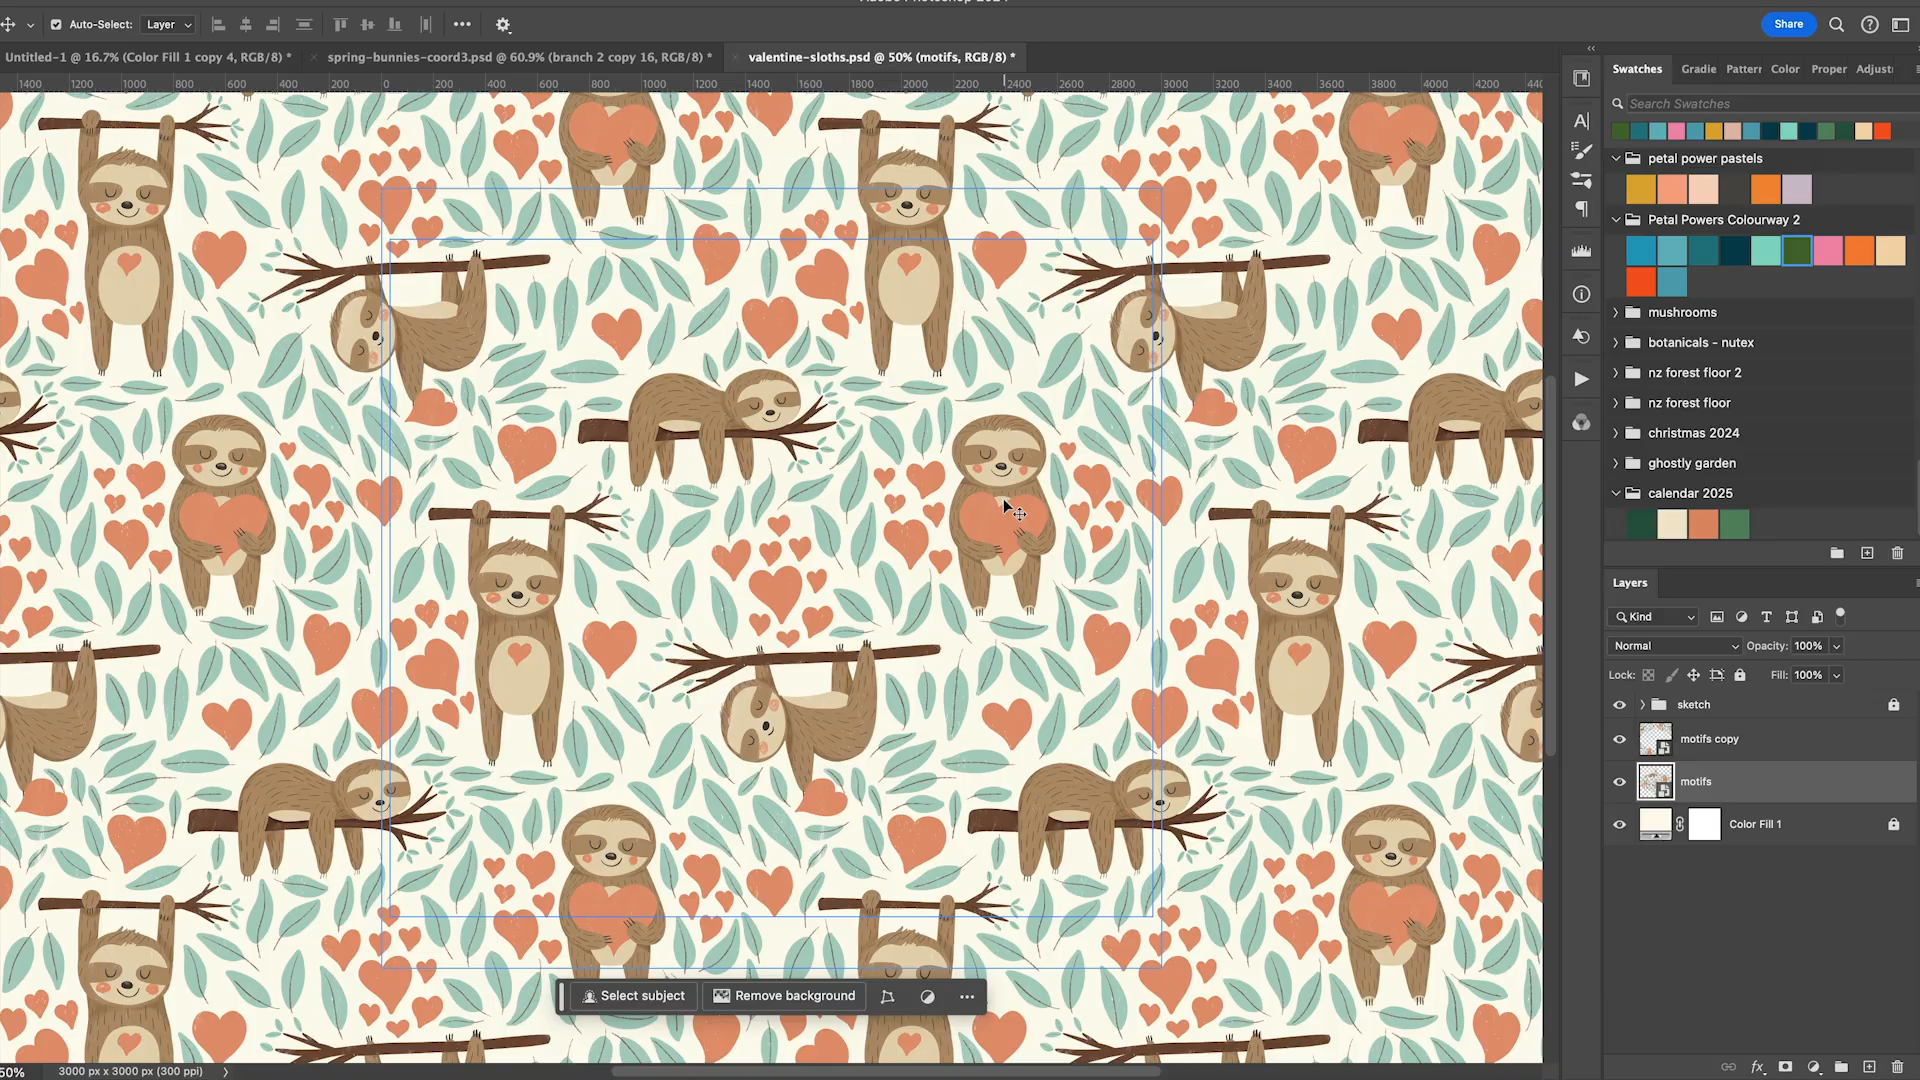 Auto-Select: Layer
Share
Untitled-1 @ 16.7% (Color Fill 1 copy 4, RGB/8) *
spring-bunnies-coord3.psd @ 60.9% (branch 2 copy 16, RGB/8) *
valentine-sloths.psd @ 50% (motifs, RGB/8) *
1400 1200 1000 800 600 400 200 0 200 400 600 800 1000 1200 1400 1600 1800 2000 2200 2400 2600 2800 3000 3200 3400 3600 3800 4000 4200
Swatches Gradie Patterr Color Proper Adjust
Search Swatches
petal power pastels
Petal Powers Colourway 2
mushrooms
botanicals - nutex
nz forest floor 2
nz forest floor
christmas 2024
ghostly garden
calendar 2025
Layers
Kind
Normal Opacity: 100%
Lock: Fill: 100%
sketch
motifs copy
motifs
Color Fill 1
Select subject Remove background
50% 3000 px x 3000 px (300 ppi)
fx